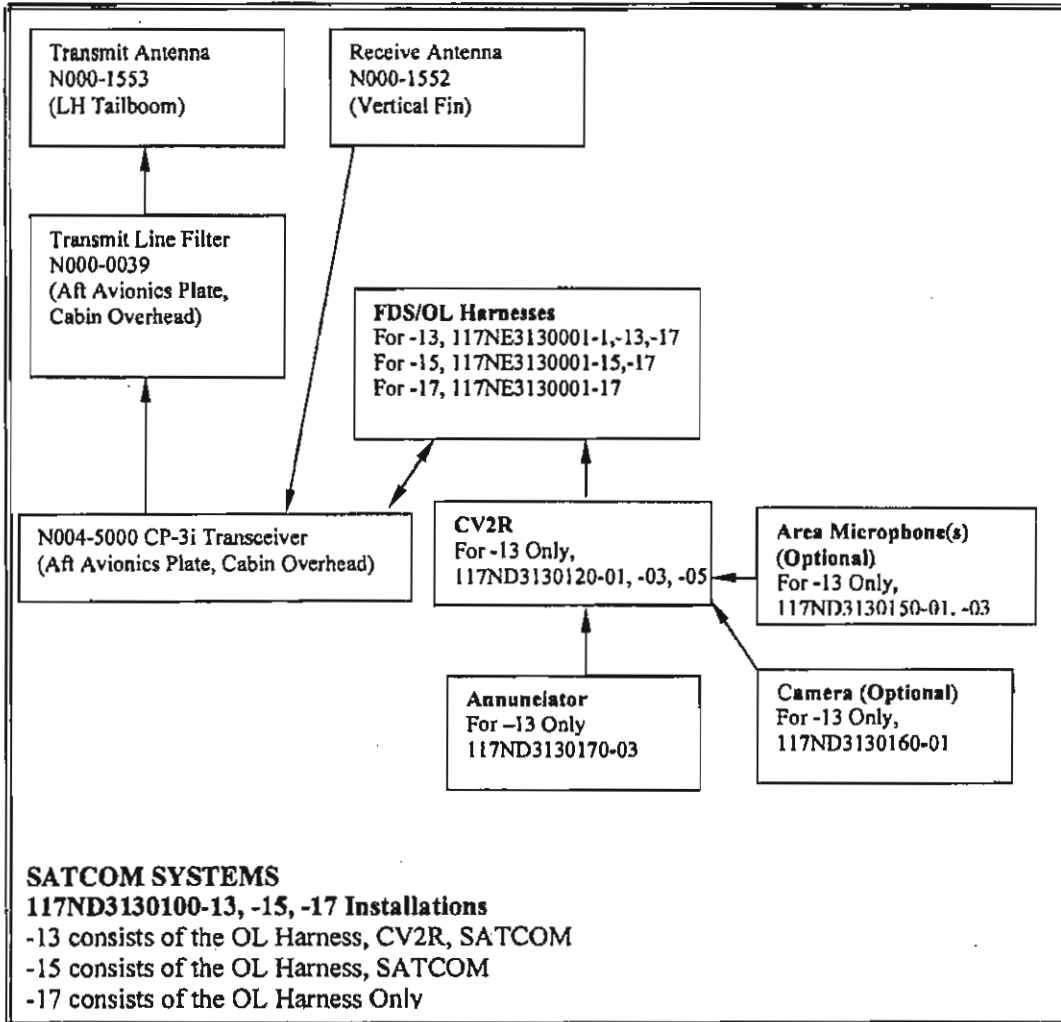 Transmit Antenna
N000-1553
(LH Tailboom)
Receive Antenna
N000-1552
(Vertical Fin)
Transmit Line Filter
N000-0039
(Aft Avionics Plate,
Cabin Overhead)
FDS/OL Harnesses
For -13, 117NE3130001-1,-13,-17
For -15, 117NE3130001-15,-17
For -17, 117NE3130001-17
N004-5000 CP-3i Transceiver
(Aft Avionics Plate, Cabin Overhead)
CV2R
For -13 Only,
117ND3130120-01, -03, -05
Area Microphone(s)
(Optional)
For -13 Only,
117ND3130150-01. -03
Annunciator
For –13 Only
117ND3130170-03
Camera (Optional)
For -13 Only,
117ND3130160-01
SATCOM SYSTEMS
117ND3130100-13, -15, -17 Installations
-13 consists of the OL Harness, CV2R, SATCOM
-15 consists of the OL Harness, SATCOM
-17 consists of the OL Harness Only